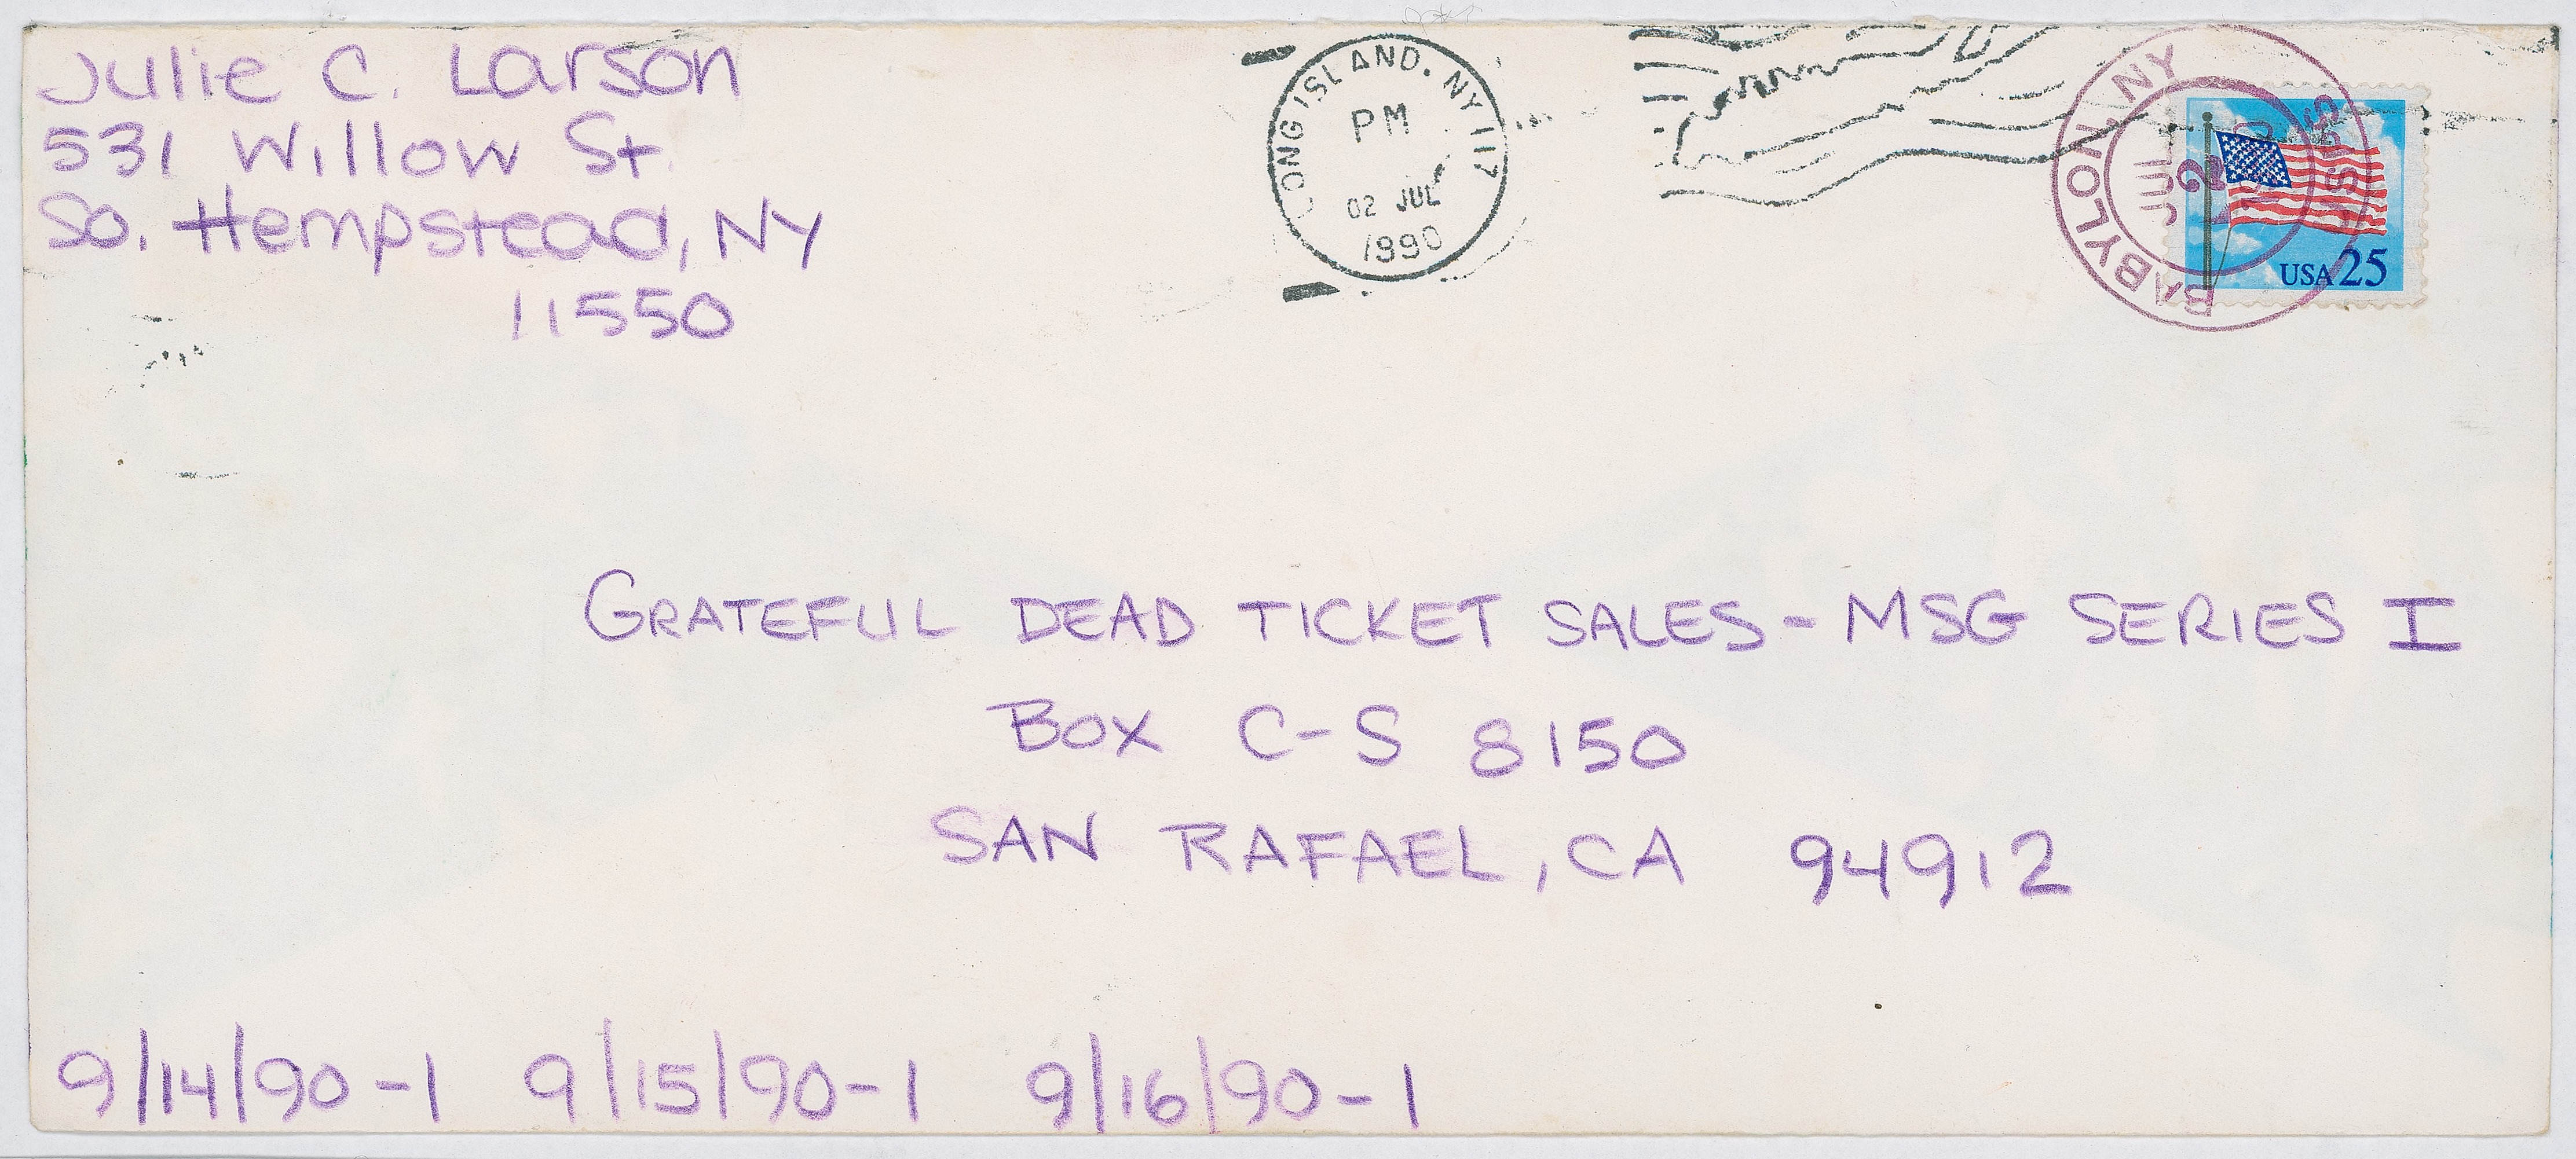 Julie C. Larson
531 Willow St.
So. Hempstead, NY
11550
LONG ISLAND, NY 117
PM
02 JUL
1990
BABYLON, NY
JUL
2
USPS
USA 25
GRATEFUL DEAD TICKET SALES - MSG SERIES I
BOX C-S 8150
SAN RAFAEL, CA 94912
9/14/90-1 9/15/90-1 9/16/90-1